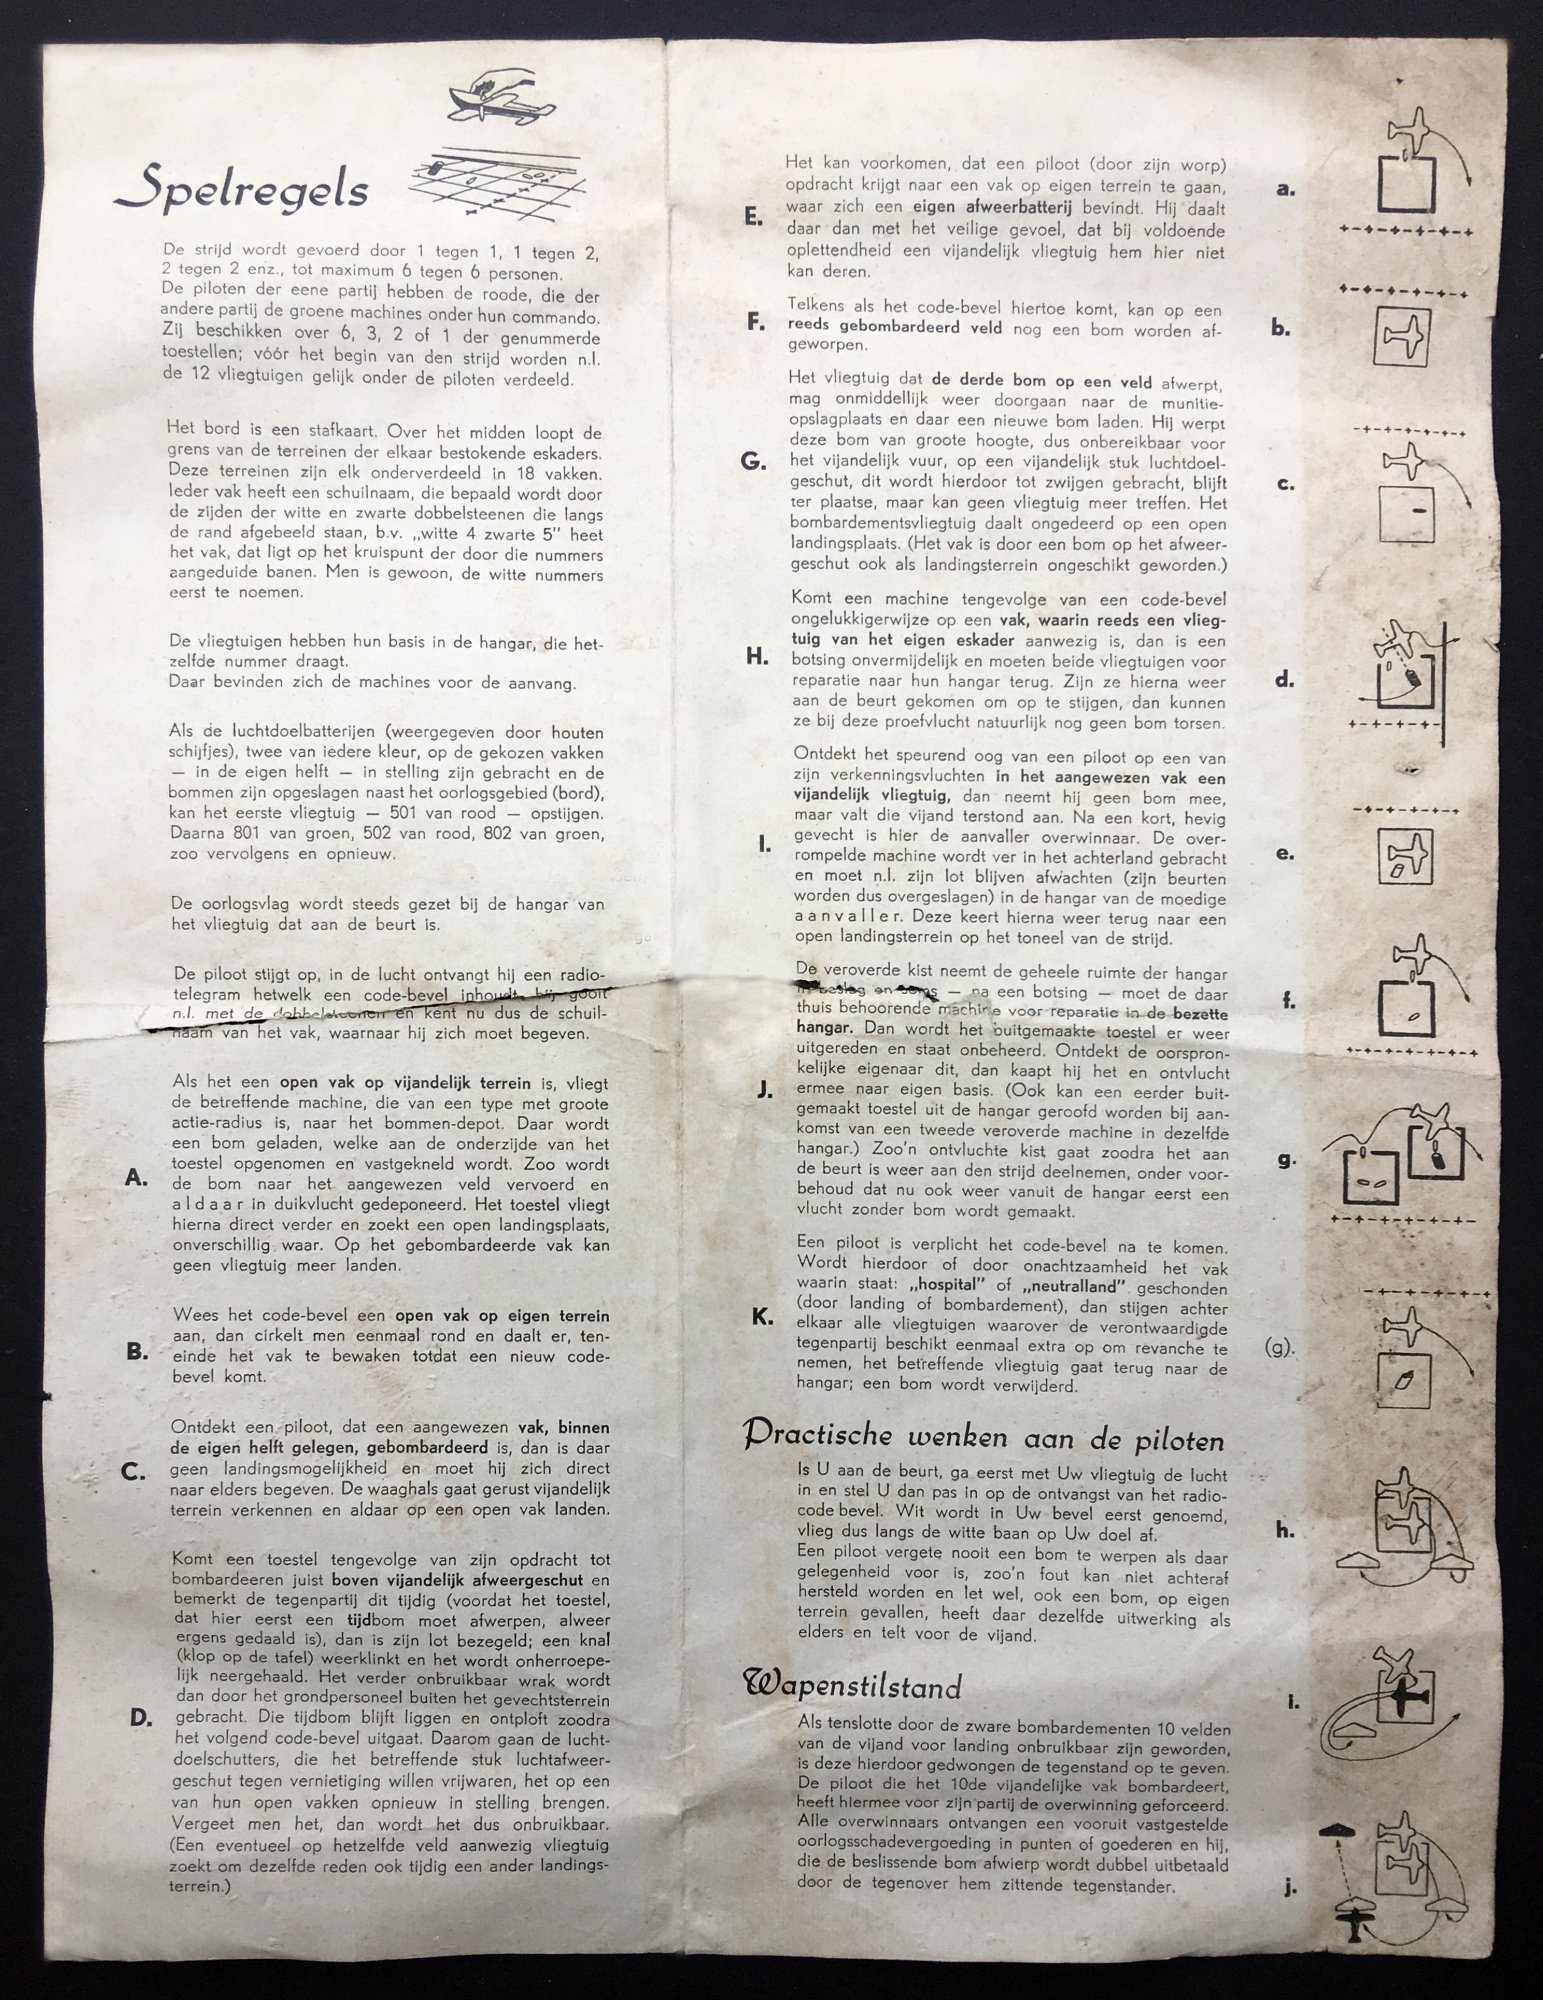 Spelregels
De strijd wordt gevoerd door 1 tegen 1, 1 tegen 2,
2 tegen 2 enz., tot maximum 6 tegen 6 personen.
De piloten der eene partij hebben de roode, die der
andere partij de groene machines onder hun commando.
Zij beschikken over 6, 3, 2 of 1 der genummerde
toestellen; vóór het begin van den strijd worden n.l.
de 12 vliegtuigen gelijk onder de piloten verdeeld.
Het bord is een stafkaart. Over het midden loopt de
grens van de terreinen der elkaar bestokende eskaders.
Deze terreinen zijn elk onderverdeeld in 18 vakken.
Ieder vak heeft een schuilnaam, die bepaald wordt door
de zijden der witte en zwarte dobbelsteenen die langs
de rand afgebeeld staan, b.v. „witte 4 zwarte 5” heet
het vak, dat ligt op het kruispunt der door die nummers
aangeduide banen. Men is gewoon, de witte nummers
eerst te noemen.
De vliegtuigen hebben hun basis in de hangar, die het-
zelfde nummer draagt.
Daar bevinden zich de machines voor de aanvang.
Als de luchtdoelbatterijen (weergegeven door houten
schijfjes), twee van iedere kleur, op de gekozen vakken
— in de eigen helft — in stelling zijn gebracht en de
bommen zijn opgeslagen naast het oorlogsgebied (bord),
kan het eerste vliegtuig — 501 van rood — opstijgen.
Daarna 801 van groen, 502 van rood, 802 van groen,
zoo vervolgens en opnieuw.
De oorlogsvlag wordt steeds gezet bij de hangar van
het vliegtuig dat aan de beurt is.
De piloot stijgt op, in de lucht ontvangt hij een radio-
telegram hetwelk een code-bevel inhoudt, hij gooit
n.l. met de dobbelsteenen en kent nu dus de schuil-
naam van het vak, waarnaar hij zich moet begeven.
A.
Als het een open vak op vijandelijk terrein is, vliegt
de betreffende machine, die van een type met groote
actie-radius is, naar het bommen-depot. Daar wordt
een bom geladen, welke aan de onderzijde van het
toestel opgenomen en vastgekneld wordt. Zoo wordt
de bom naar het aangewezen veld vervoerd en
aldaar in duikvlucht gedeponeerd. Het toestel vliegt
hierna direct verder en zoekt een open landingsplaats,
onverschillig waar. Op het gebombardeerde vak kan
geen vliegtuig meer landen.
B.
Wees het code-bevel een open vak op eigen terrein
aan, dan cirkelt men eenmaal rond en daalt er, ten-
einde het vak te bewaken totdat een nieuw code-
bevel komt.
C.
Ontdekt een piloot, dat een aangewezen vak, binnen
de eigen helft gelegen, gebombardeerd is, dan is daar
geen landingsmogelijkheid en moet hij zich direct
naar elders begeven. De waaghals gaat gerust vijandelijk
terrein verkennen en aldaar op een open vak landen.
D.
Komt een toestel tengevolge van zijn opdracht tot
bombardeeren juist boven vijandelijk afweergeschut en
bemerkt de tegenpartij dit tijdig (voordat het toestel,
dat hier eerst een tijdbom moet afwerpen, alweer
ergens gedaald is), dan is zijn lot bezegeld; een knal
(klop op de tafel) weerklinkt en het wordt onherroepe-
lijk neergehaald. Het verder onbruikbaar wrak wordt
dan door het grondpersoneel buiten het gevechtsterrein
gebracht. Die tijdbom blijft liggen en ontploft zoodra
het volgend code-bevel uitgaat. Daarom gaan de lucht-
doelschutters, die het betreffende stuk luchtafweer-
geschut tegen vernietiging willen vrijwaren, het op een
van hun open vakken opnieuw in stelling brengen.
Vergeet men het, dan wordt het dus onbruikbaar.
(Een eventueel op hetzelfde veld aanwezig vliegtuig
zoekt om dezelfde reden ook tijdig een ander landings-
terrein.)
E.
Het kan voorkomen, dat een piloot (door zijn worp)
opdracht krijgt naar een vak op eigen terrein te gaan,
waar zich een eigen afweerbatterij bevindt. Hij daalt
daar dan met het veilige gevoel, dat bij voldoende
oplettendheid een vijandelijk vliegtuig hem hier niet
kan deren.
F.
Telkens als het code-bevel hiertoe komt, kan op een
reeds gebombardeerd veld nog een bom worden af-
geworpen.
G.
Het vliegtuig dat de derde bom op een veld afwerpt,
mag onmiddellijk weer doorgaan naar de munitie-
opslagplaats en daar een nieuwe bom laden. Hij werpt
deze bom van groote hoogte, dus onbereikbaar voor
het vijandelijk vuur, op een vijandelijk stuk luchtdoel-
geschut, dit wordt hierdoor tot zwijgen gebracht, blijft
ter plaatse, maar kan geen vliegtuig meer treffen. Het
bombardementsvliegtuig daalt ongedeerd op een open
landingsplaats. (Het vak is door een bom op het afweer-
geschut ook als landingsterrein ongeschikt geworden.)
H.
Komt een machine tengevolge van een code-bevel
ongelukkigerwijze op een vak, waarin reeds een vlieg-
tuig van het eigen eskader aanwezig is, dan is een
botsing onvermijdelijk en moeten beide vliegtuigen voor
reparatie naar hun hangar terug. Zijn ze hierna weer
aan de beurt gekomen om op te stijgen, dan kunnen
ze bij deze proefvlucht natuurlijk nog geen bom torsen.
I.
Ontdekt het speurend oog van een piloot op een van
zijn verkenningsvluchten in het aangewezen vak een
vijandelijk vliegtuig, dan neemt hij geen bom mee,
maar valt die vijand terstond aan. Na een kort, hevig
gevecht is hier de aanvaller overwinnaar. De over-
rompelde machine wordt ver in het achterland gebracht
en moet n.l. zijn lot blijven afwachten (zijn beurten
worden dus overgeslagen) in de hangar van de moedige
aanvaller. Deze keert hierna weer terug naar een
open landingsterrein op het toneel van de strijd.
J.
De veroverde kist neemt de geheele ruimte der hangar
in beslag en soms — na een botsing — moet de daar
thuis behoorende machine voor reparatie in de bezette
hangar. Dan wordt het buitgemaakte toestel er weer
uitgereden en staat onbeheerd. Ontdekt de oorspron-
kelijke eigenaar dit, dan kaapt hij het en ontvlucht
ermee naar eigen basis. (Ook kan een eerder buit-
gemaakt toestel uit de hangar geroofd worden bij aan-
komst van een tweede veroverde machine in dezelfde
hangar.) Zoo'n ontvluchte kist gaat zoodra het aan
de beurt is weer aan den strijd deelnemen, onder voor-
behoud dat nu ook weer vanuit de hangar eerst een
vlucht zonder bom wordt gemaakt.
K.
Een piloot is verplicht het code-bevel na te komen.
Wordt hierdoor of door onachtzaamheid het vak
waarin staat: „hospital” of „neutralland” geschonden
(door landing of bombardement), dan stijgen achter
elkaar alle vliegtuigen waarover de verontwaardigde
tegenpartij beschikt eenmaal extra op om revanche te
nemen, het betreffende vliegtuig gaat terug naar de
hangar; een bom wordt verwijderd.
Practische wenken aan de piloten
Is U aan de beurt, ga eerst met Uw vliegtuig de lucht
in en stel U dan pas in op de ontvangst van het radio-
code bevel. Wit wordt in Uw bevel eerst genoemd,
vlieg dus langs de witte baan op Uw doel af.
Een piloot vergete nooit een bom te werpen als daar
gelegenheid voor is, zoo'n fout kan niet achteraf
hersteld worden en let wel, ook een bom, op eigen
terrein gevallen, heeft daar dezelfde uitwerking als
elders en telt voor de vijand.
Wapenstilstand
Als tenslotte door de zware bombardementen 10 velden
van de vijand voor landing onbruikbaar zijn geworden,
is deze hierdoor gedwongen de tegenstand op te geven.
De piloot die het 10de vijandelijke vak bombardeert,
heeft hiermee voor zijn partij de overwinning geforceerd.
Alle overwinnaars ontvangen een vooruit vastgestelde
oorlogsschadevergoeding in punten of goederen en hij,
die de beslissende bom afwierp wordt dubbel uitbetaald
door de tegenover hem zittende tegenstander.
a.
b.
c.
d.
e.
f.
g.
(g).
h.
i.
j.